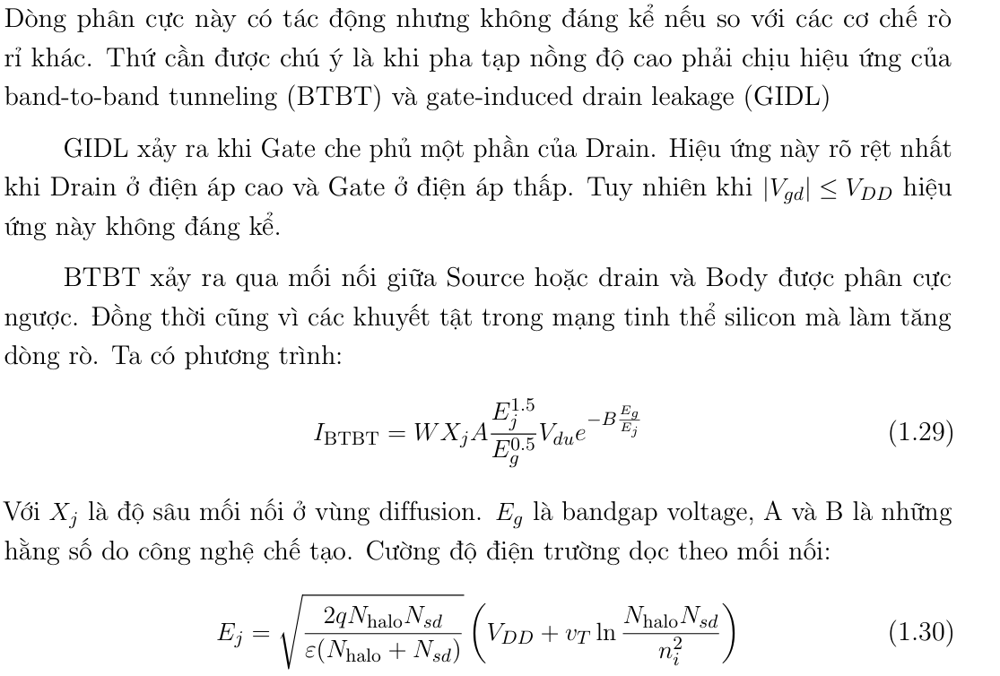 Dòng phân cực này có tác động nhưng không đáng kể nếu so với các cơ chế rò
rỉ khác. Thứ cần được chú ý là khi pha tạp nồng độ cao phải chịu hiệu ứng của
band-to-band tunneling (BTBT) và gate-induced drain leakage (GIDL)
GIDL xảy ra khi Gate che phủ một phần của Drain. Hiệu ứng này rõ rệt nhất
khi Drain ở điện áp cao và Gate ở điện áp thấp. Tuy nhiên khi |V_{gd}| ≤ V_{DD} hiệu
ứng này không đáng kể.
BTBT xảy ra qua mối nối giữa Source hoặc drain và Body được phân cực
ngược. Đồng thời cũng vì các khuyết tật trong mạng tinh thể silicon mà làm tăng
dòng rò. Ta có phương trình:
I_{BTBT} = WX_jA\frac{E_j^{1.5}}{E_g^{0.5}}V_{du}e^{-B\frac{E_g}{E_j}} (1.29)
Với X_j là độ sâu mối nối ở vùng diffusion. E_g là bandgap voltage, A và B là những
hằng số do công nghệ chế tạo. Cường độ điện trường dọc theo mối nối:
E_j = \sqrt{\frac{2qN_{halo}N_{sd}}{ε(N_{halo} + N_{sd})}} \left(V_{DD} + v_T \ln \frac{N_{halo}N_{sd}}{n_i^2}\right) (1.30)